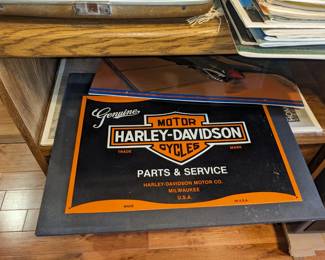 Genuine
MOTOR
HARLEY-DAVIDSON
CYCLES
TRADE MARK
PARTS & SERVICE
HARLEY-DAVIDSON MOTOR CO.
MILWAUKEE
U.S.A.